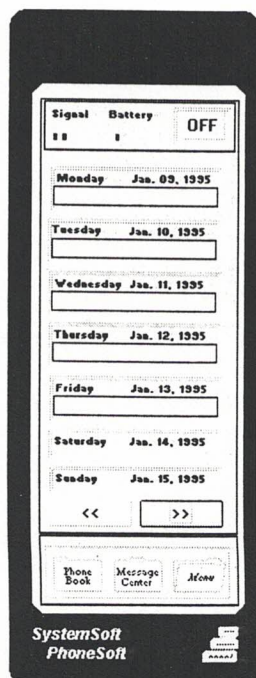 Signal Battery OFF
Monday Jan. 09, 1995
Tuesday Jan. 10, 1995
Wednesday Jan. 11, 1995
Thursday Jan. 12, 1995
Friday Jan. 13, 1995
Saturday Jan. 14, 1995
Sunday Jan. 15, 1995
<< >>
Phone Message Menu
Book Center
SystemSoft
PhoneSoft